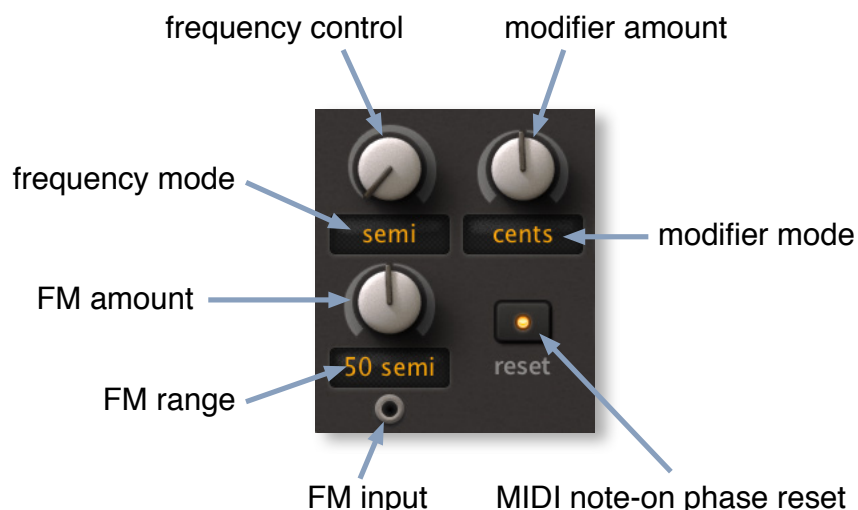 frequency control
modifier amount
frequency mode
semi
cents
modifier mode
FM amount
50 semi
reset
FM range
FM input
MIDI note-on phase reset